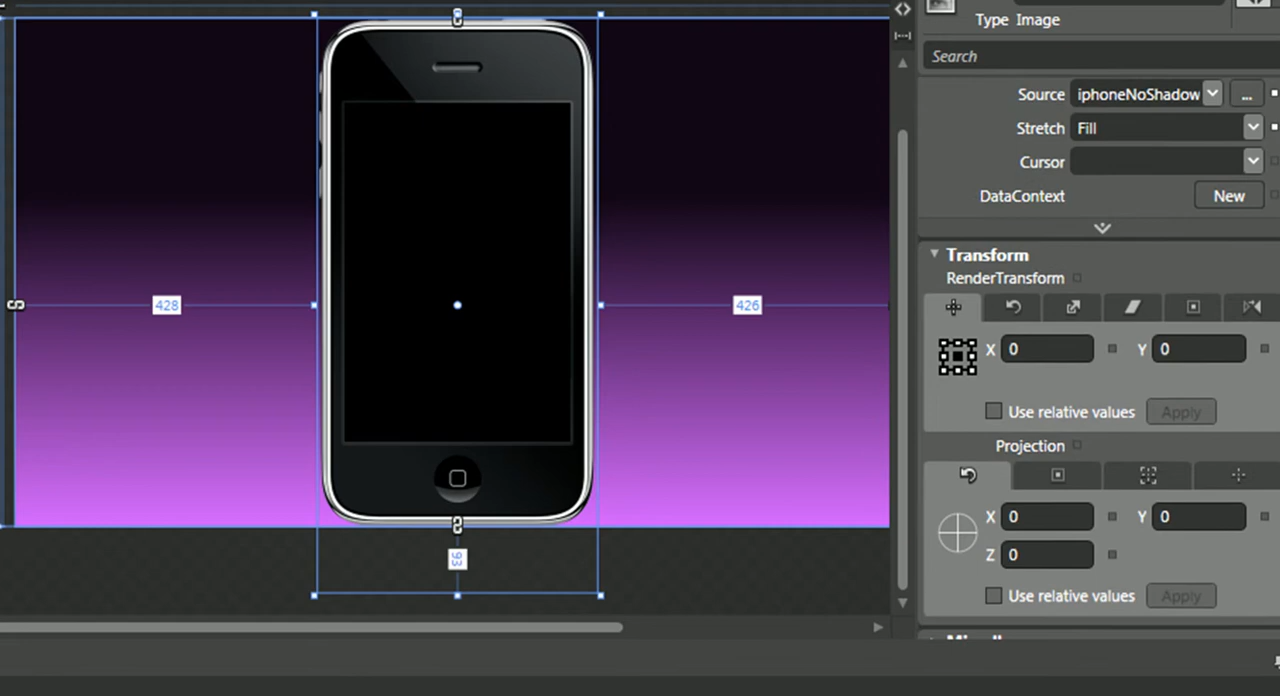 Type Image
Search
Source iphoneNoShadow ...
Stretch Fill
Cursor
DataContext New
Transform
RenderTransform
428
426
X 0 Y 0
Use relative values Apply
Projection
X 0 Y 0
Z 0
93
Use relative values Apply